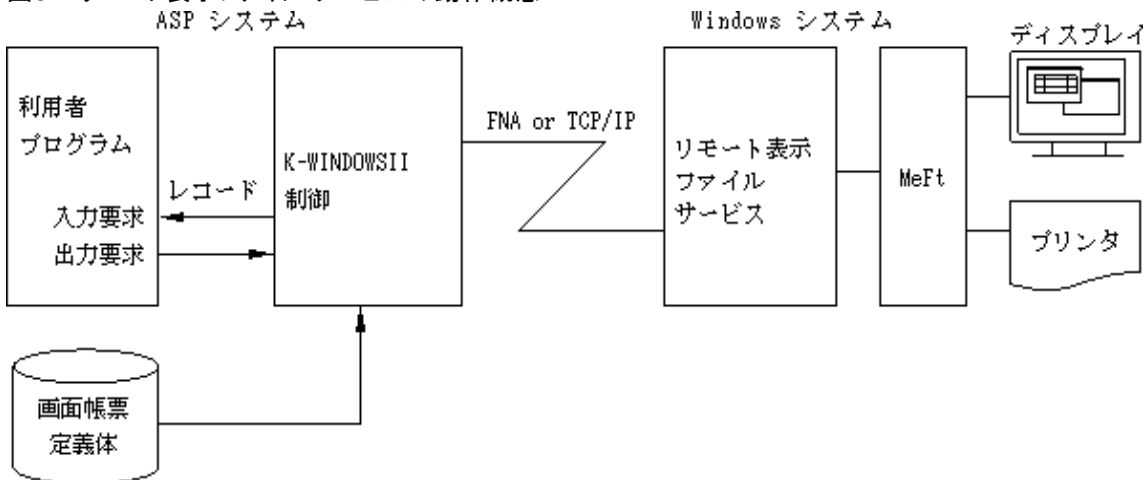 ASP システム
Windows システム
ディスプレイ
利用者
プログラム
FNA or TCP/IP
リモート表示
ファイル
サービス
K-WINDOWSII
制御
MeFt
レコード
入力要求
出力要求
プリンタ
画面帳票
定義体